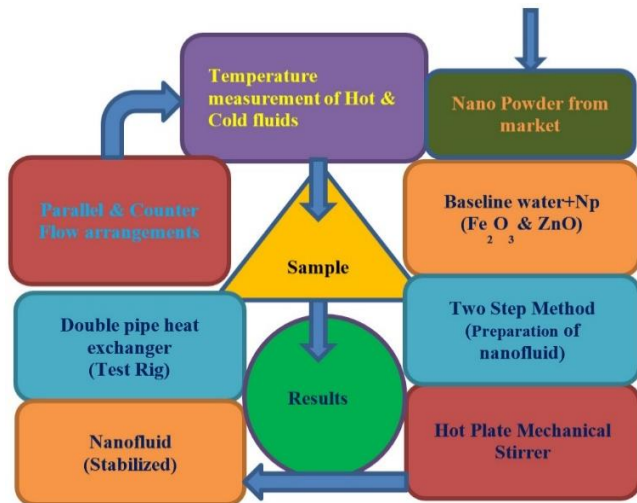 Temperature
measurement of Hot &
Cold fluids
Nano Powder from
market
Parallel & Counter
Flow arrangements
Baseline water+Np
(Fe₂O₃ & ZnO)
Sample
Double pipe heat
exchanger
(Test Rig)
Two Step Method
(Preparation of
nanofluid)
Results
Nanofluid
(Stabilized)
Hot Plate Mechanical
Stirrer